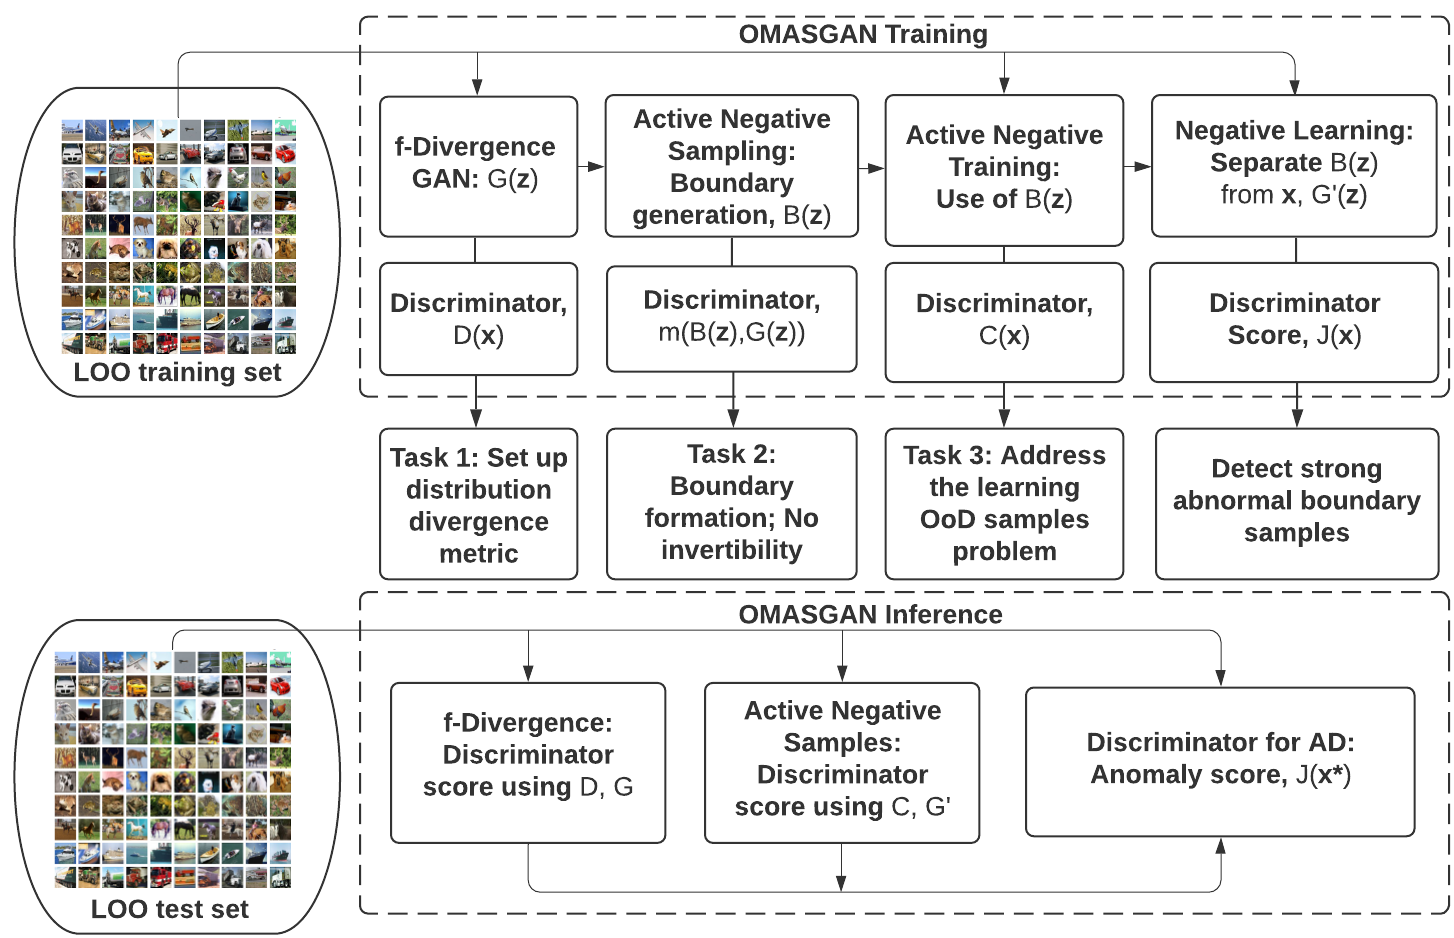 OMASGAN Training
f-Divergence
GAN: G(z)
Active Negative
Sampling:
Boundary
generation, B(z)
Active Negative
Training:
Use of B(z)
Negative Learning:
Separate B(z)
from x, G'(z)
Discriminator,
D(x)
Discriminator,
m(B(z),G(z))
Discriminator,
C(x)
Discriminator
Score, J(x)
LOO training set
Task 1: Set up
distribution
divergence
metric
Task 2:
Boundary
formation; No
invertibility
Task 3: Address
the learning
OoD samples
problem
Detect strong
abnormal boundary
samples
OMASGAN Inference
f-Divergence:
Discriminator
score using D, G
Active Negative
Samples:
Discriminator
score using C, G'
Discriminator for AD:
Anomaly score, J(x*)
LOO test set